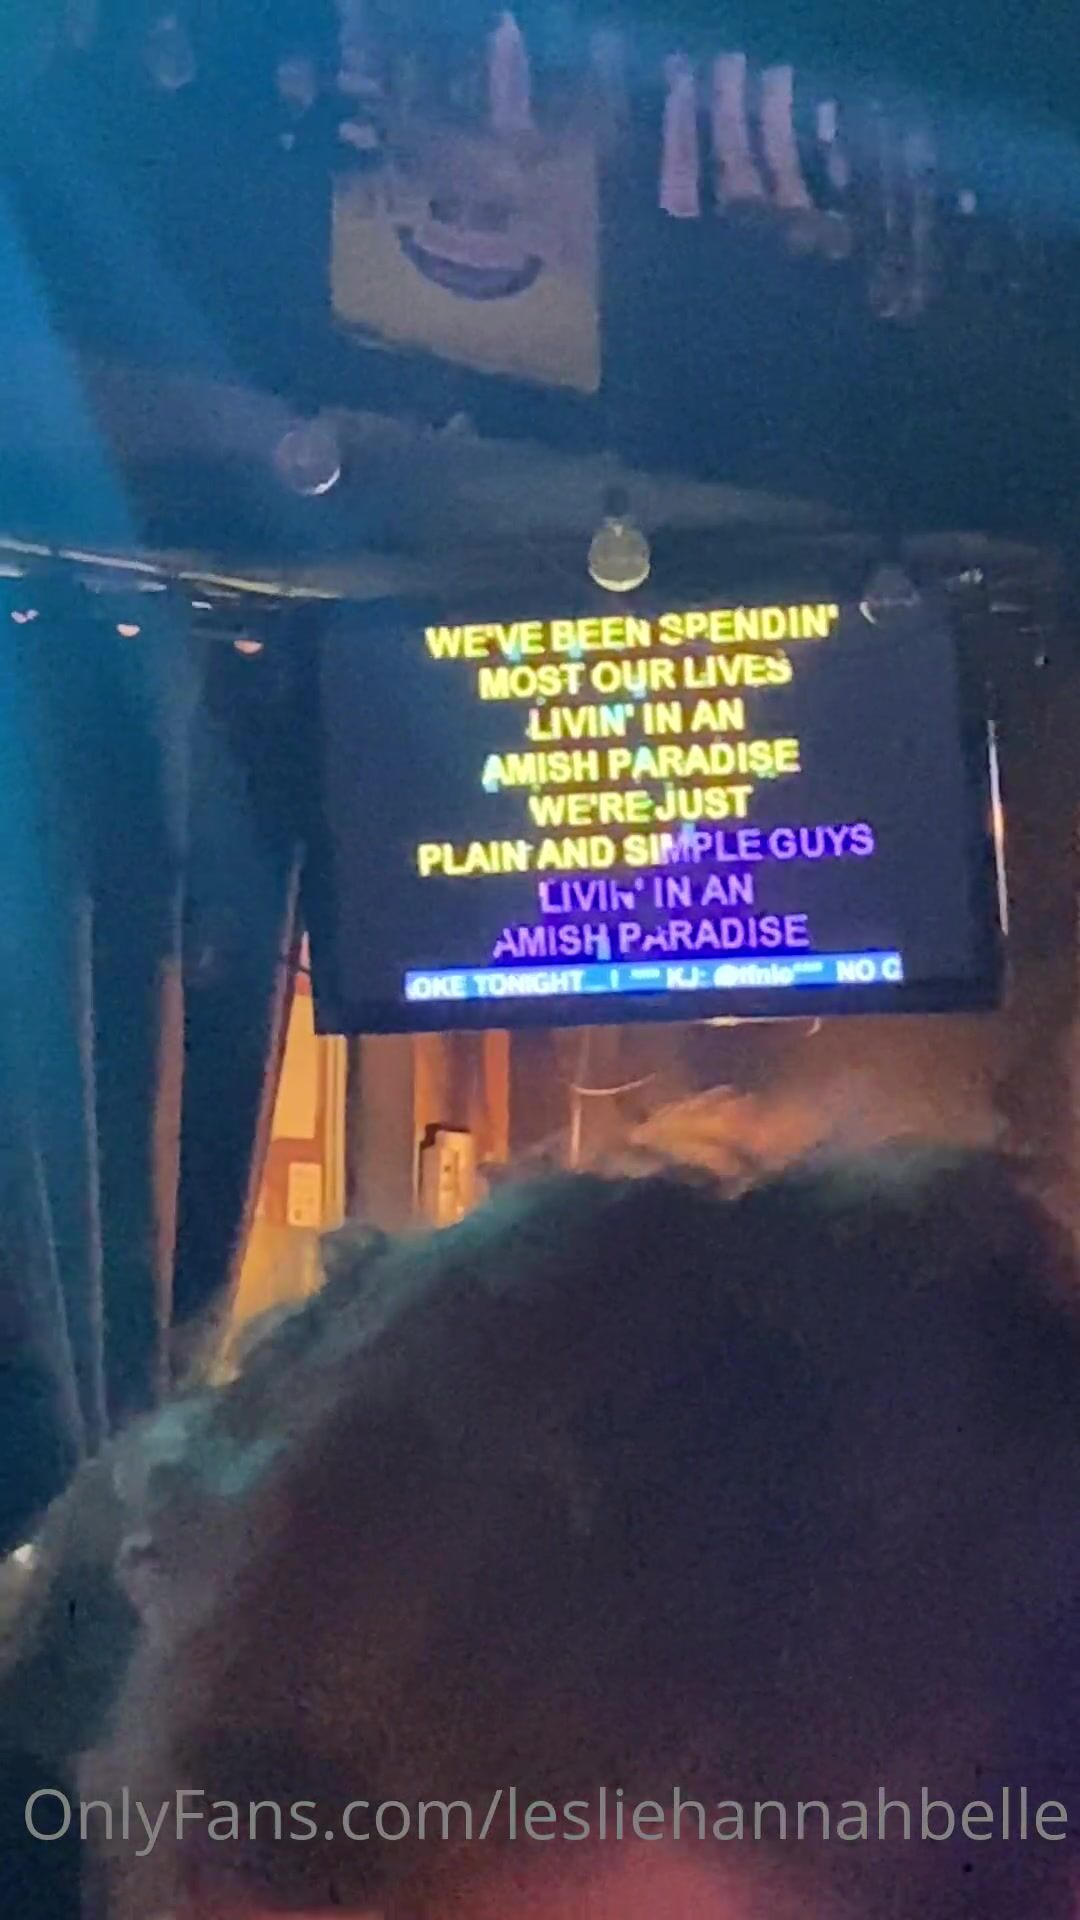 WE'VE BEEN SPENDIN'
MOST OUR LIVES
LIVIN' IN AN
AMISH PARADISE
WE'RE JUST
PLAIN AND SIMPLE GUYS
LIVIN' IN AN
AMISH PARADISE
OKE TONIGHT... KJ: NO
OnlyFans.com/lesliehannahbelle